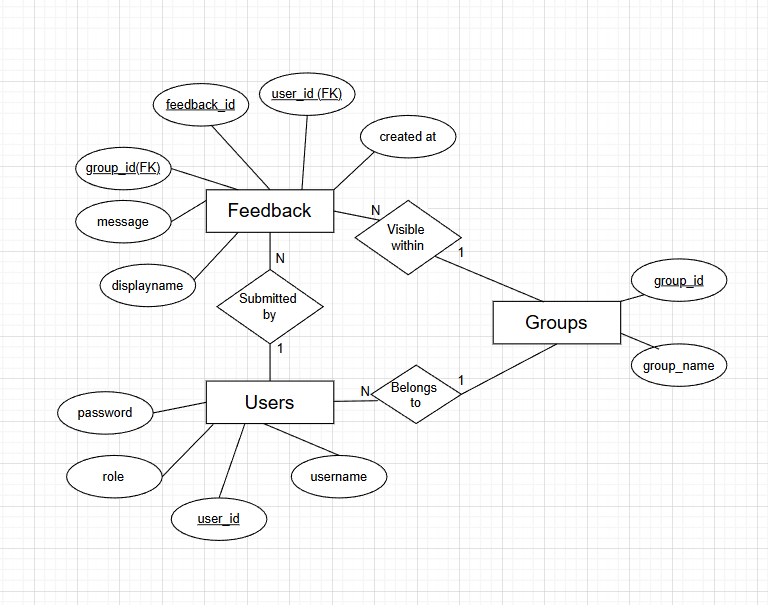 user_id (FK)
feedback_id
created at
group_id(FK)
Feedback
N
message
Visible
within
1
N
displayname
group_id
Submitted
by
Groups
1
group_name
1
N
Belongs
to
Users
password
role
username
user_id